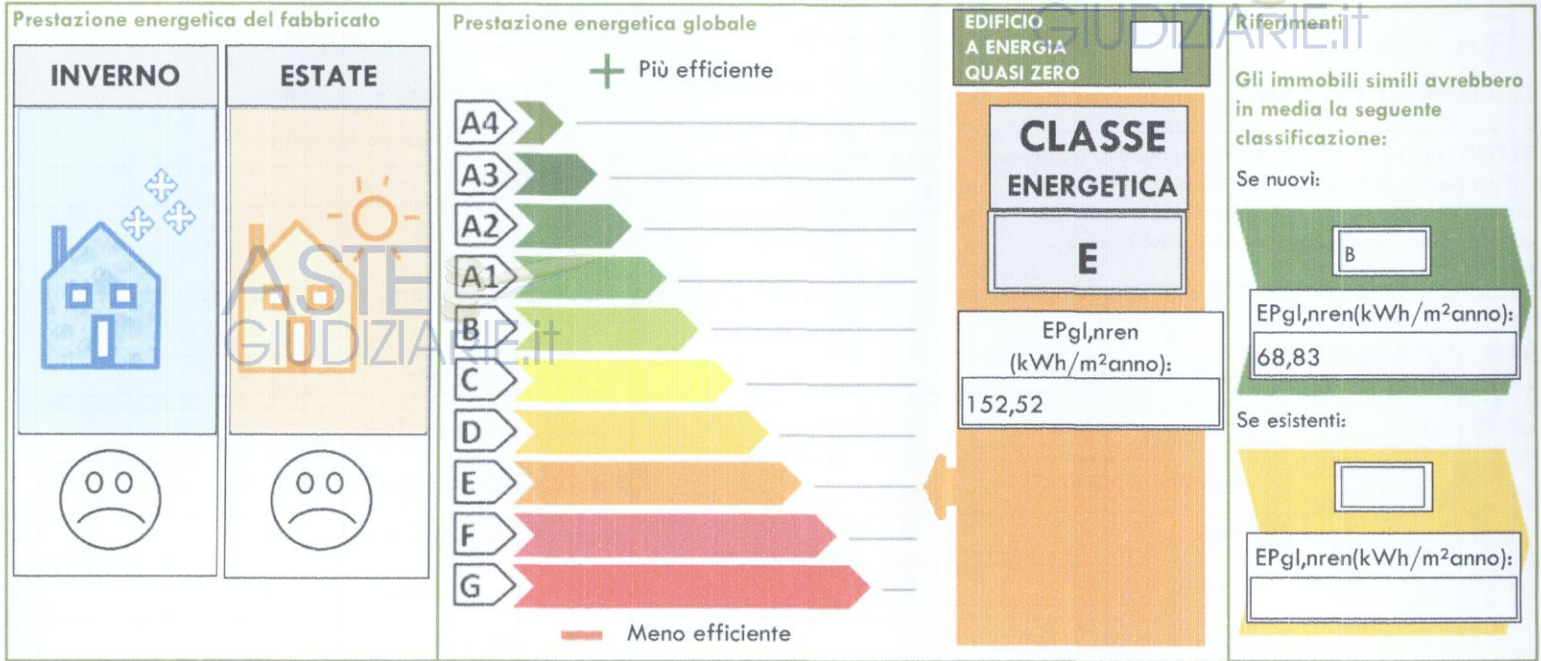 Prestazione energetica del fabbricato
INVERNO
ESTATE
Prestazione energetica globale
Più efficiente
A4
A3
A2
A1
B
C
D
E
F
G
Meno efficiente
EDIFICIO
A ENERGIA
QUASI ZERO
CLASSE
ENERGETICA
E
EPgl,nren
(kWh/m²anno):
152,52
Riferimenti
Gli immobili simili avrebbero
in media la seguente
classificazione:
Se nuovi:
B
EPgl,nren(kWh/m²anno):
68,83
Se esistenti:
EPgl,nren(kWh/m²anno):
ASTE
GIUDIZIARIE.it
GIUDIZIARIE.it